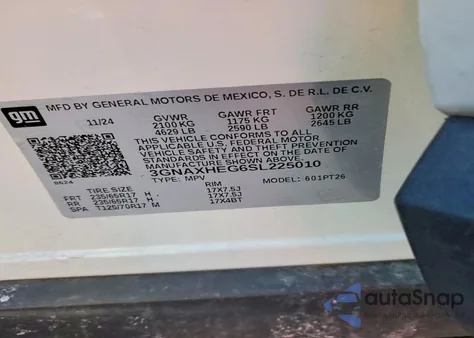 gm
MFD BY GENERAL MOTORS DE MEXICO, S. DE R.L. DE C.V.
11/24 GVWR GAWR FRT GAWR RR
2100 KG 1175 KG 1200 KG
4629 LB 2590 LB 2645 LB
THIS VEHICLE CONFORMS TO ALL
APPLICABLE U.S. FEDERAL MOTOR
VEHICLE SAFETY AND THEFT PREVENTION
STANDARDS IN EFFECT ON THE DATE OF
MANUFACTURE SHOWN ABOVE.
3GNAXHEG6SL225010
8624 TYPE: MPV MODEL: 601PT26
TIRE SIZE RIM
FRT 235/65R17 H 17X7.5J
RR 235/65R17 H 17X7.5J
SPA T125/70R17 M 17X4BT
autoSnap